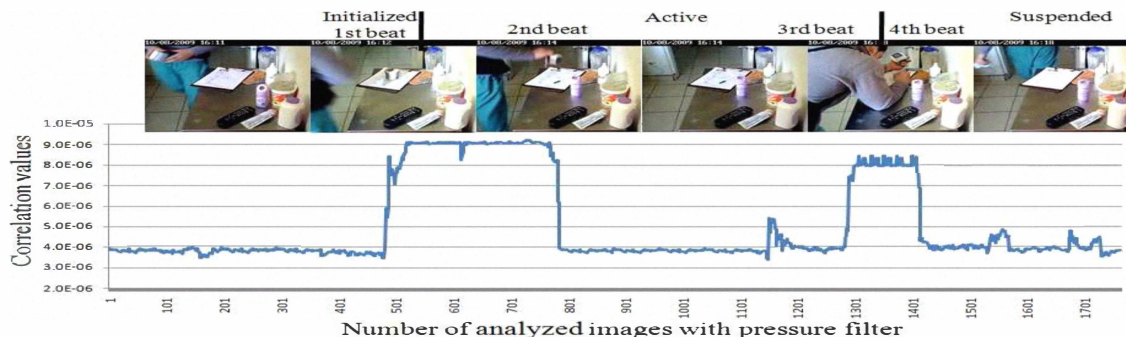 Initialized
1st beat
2nd beat
Active
3rd beat
4th beat
Suspended
10/08/2009 16:11
10/08/2009 16:12
10/08/2009 16:14
10/08/2009 16:14
10/08/2009 16:18
Correlation values
1.0E-05
9.0E-06
8.0E-06
7.0E-06
6.0E-06
5.0E-06
4.0E-06
3.0E-06
2.0E-06
1
101
201
301
401
501
601
701
801
901
1001
1101
1201
1301
1401
1501
1601
1701
Number of analyzed images with pressure filter